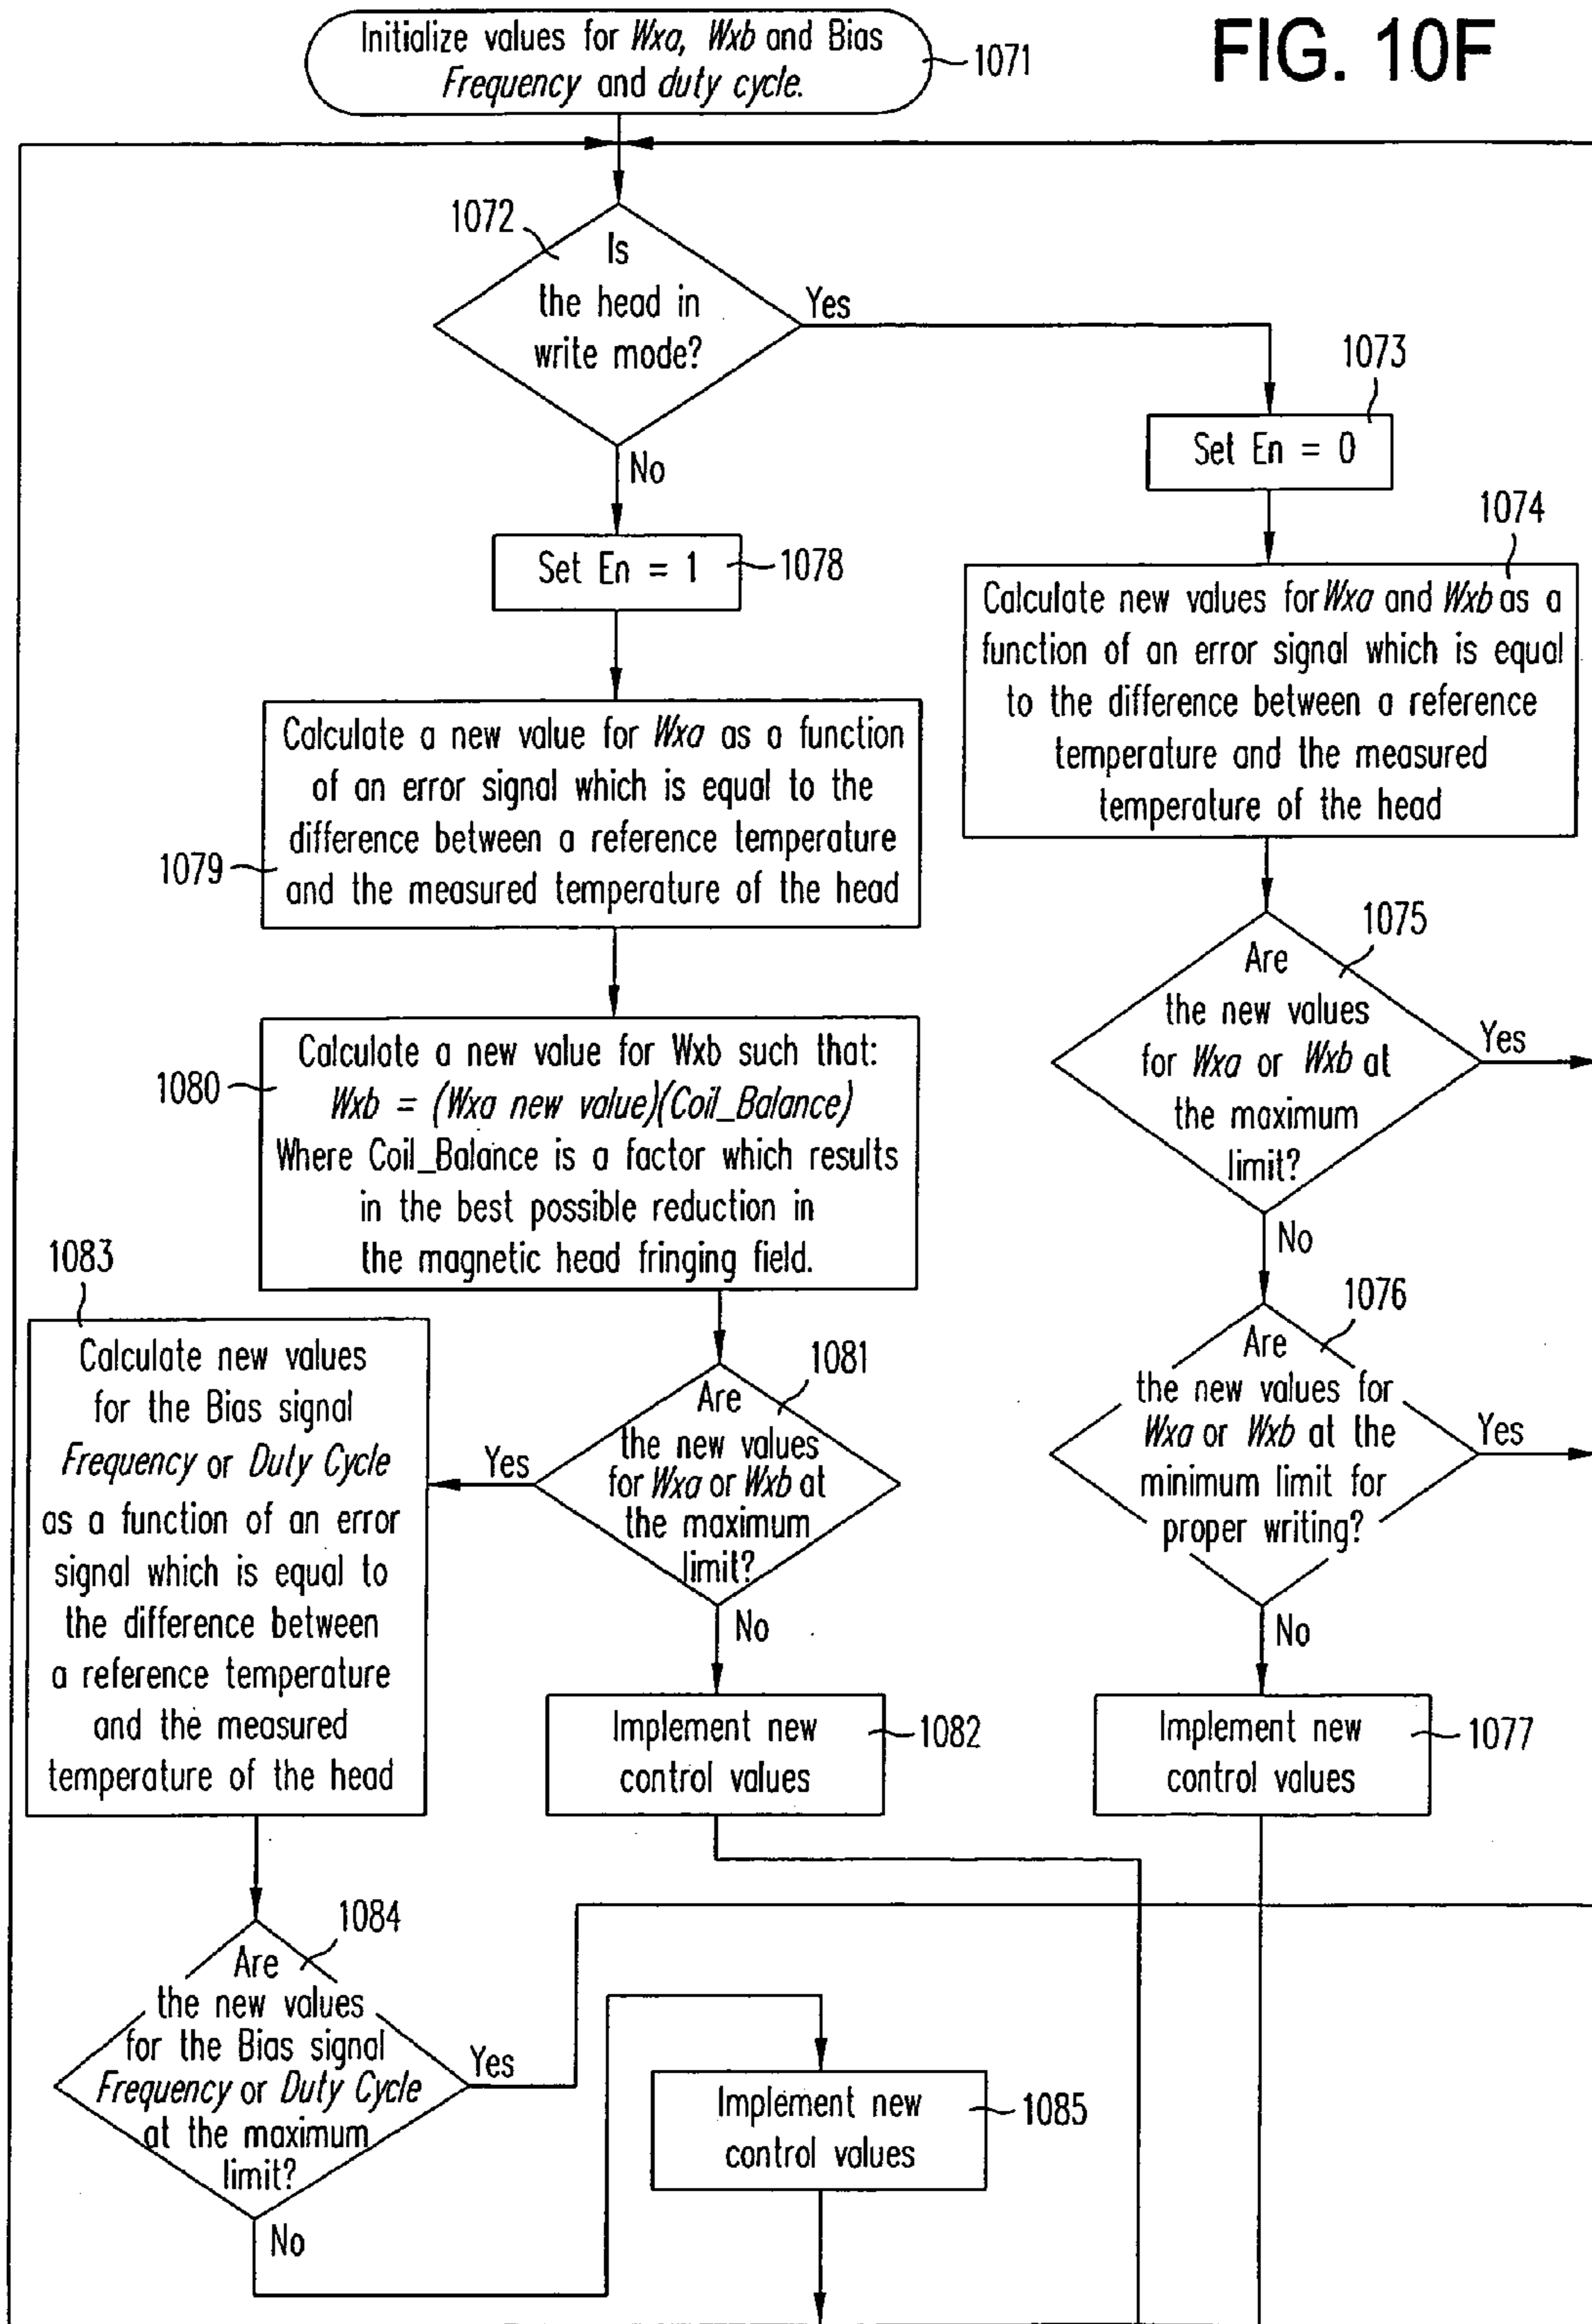 FIG. 10F
Initialize values for Wxa, Wxb and Bias
Frequency and duty cycle.
1071
1072
Is
the head in
write mode?
Yes
No
1073
Set En = 0
1074
Calculate new values for Wxa and Wxb as a
function of an error signal which is equal
to the difference between a reference
temperature and the measured
temperature of the head
1075
Are
the new values
for Wxa or Wxb at
the maximum
limit?
Yes
No
1076
Are
the new values for
Wxa or Wxb at the
minimum limit for
proper writing?
Yes
No
Implement new
control values
1077
Set En = 1
1078
Calculate a new value for Wxa as a function
of an error signal which is equal to the
difference between a reference temperature
and the measured temperature of the head
1079
Calculate a new value for Wxb such that:
Wxb = (Wxa new value)(Coil_Balance)
Where Coil_Balance is a factor which results
in the best possible reduction in
the magnetic head fringing field.
1080
1081
Are
the new values
for Wxa or Wxb at
the maximum
limit?
Yes
No
Implement new
control values
1082
1083
Calculate new values
for the Bias signal
Frequency or Duty Cycle
as a function of an error
signal which is equal to
the difference between
a reference temperature
and the measured
temperature of the head
1084
Are
the new values
for the Bias signal
Frequency or Duty Cycle
at the maximum
limit?
Yes
No
Implement new
control values
1085